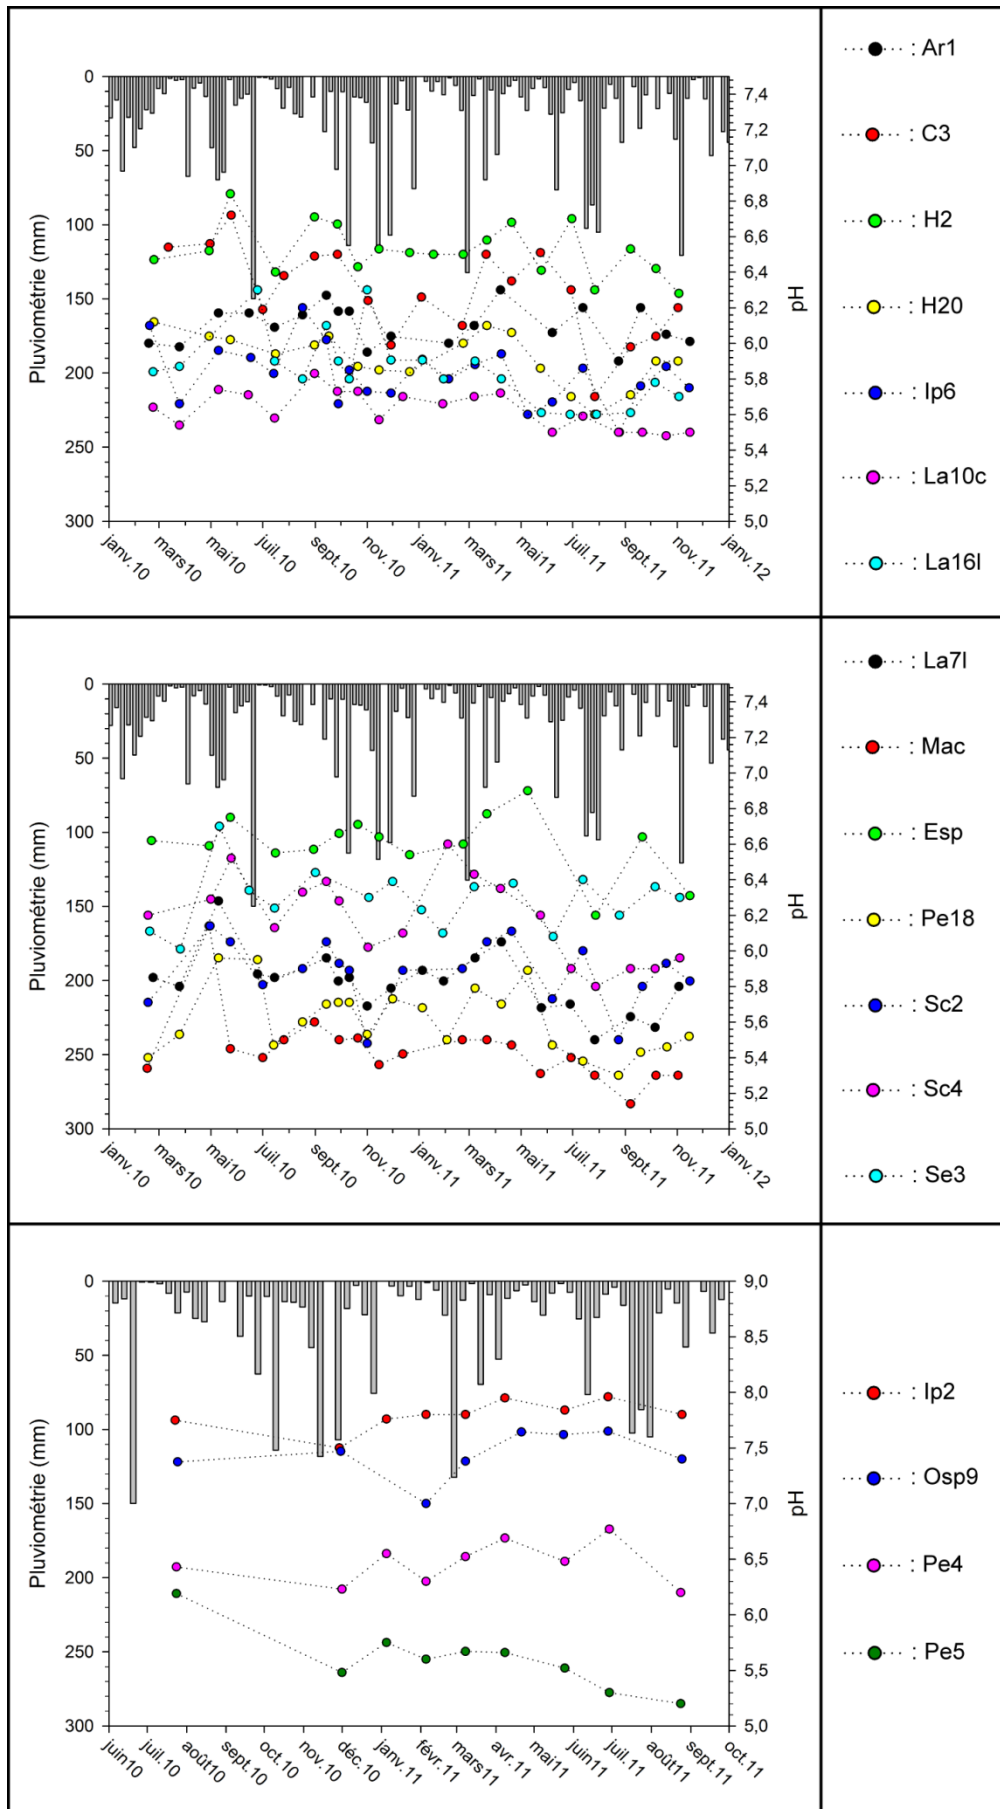 0
50
100
150
200
250
300
Pluviométrie (mm)
7,4
7,2
7,0
6,8
6,6
6,4
6,2
6,0
5,8
5,6
5,4
5,2
5,0
pH
janv.10
mars10
mai10
juil.10
sept.10
nov.10
janv.11
mars11
mai11
juil.11
sept.11
nov.11
janv.12
: Ar1
: C3
: H2
: H20
: Ip6
: La10c
: La16l
0
50
100
150
200
250
300
Pluviométrie (mm)
7,4
7,2
7,0
6,8
6,6
6,4
6,2
6,0
5,8
5,6
5,4
5,2
5,0
pH
janv.10
mars10
mai10
juil.10
sept.10
nov.10
janv.11
mars11
mai11
juil.11
sept.11
nov.11
janv.12
: La7l
: Mac
: Esp
: Pe18
: Sc2
: Sc4
: Se3
0
50
100
150
200
250
300
Pluviométrie (mm)
9,0
8,5
8,0
7,5
7,0
6,5
6,0
5,5
5,0
pH
juin10
juil.10
août10
sept.10
oct.10
nov.10
déc.10
janv.11
févr.11
mars11
avr.11
mai11
juin11
juil.11
août11
sept.11
oct.11
: Ip2
: Osp9
: Pe4
: Pe5